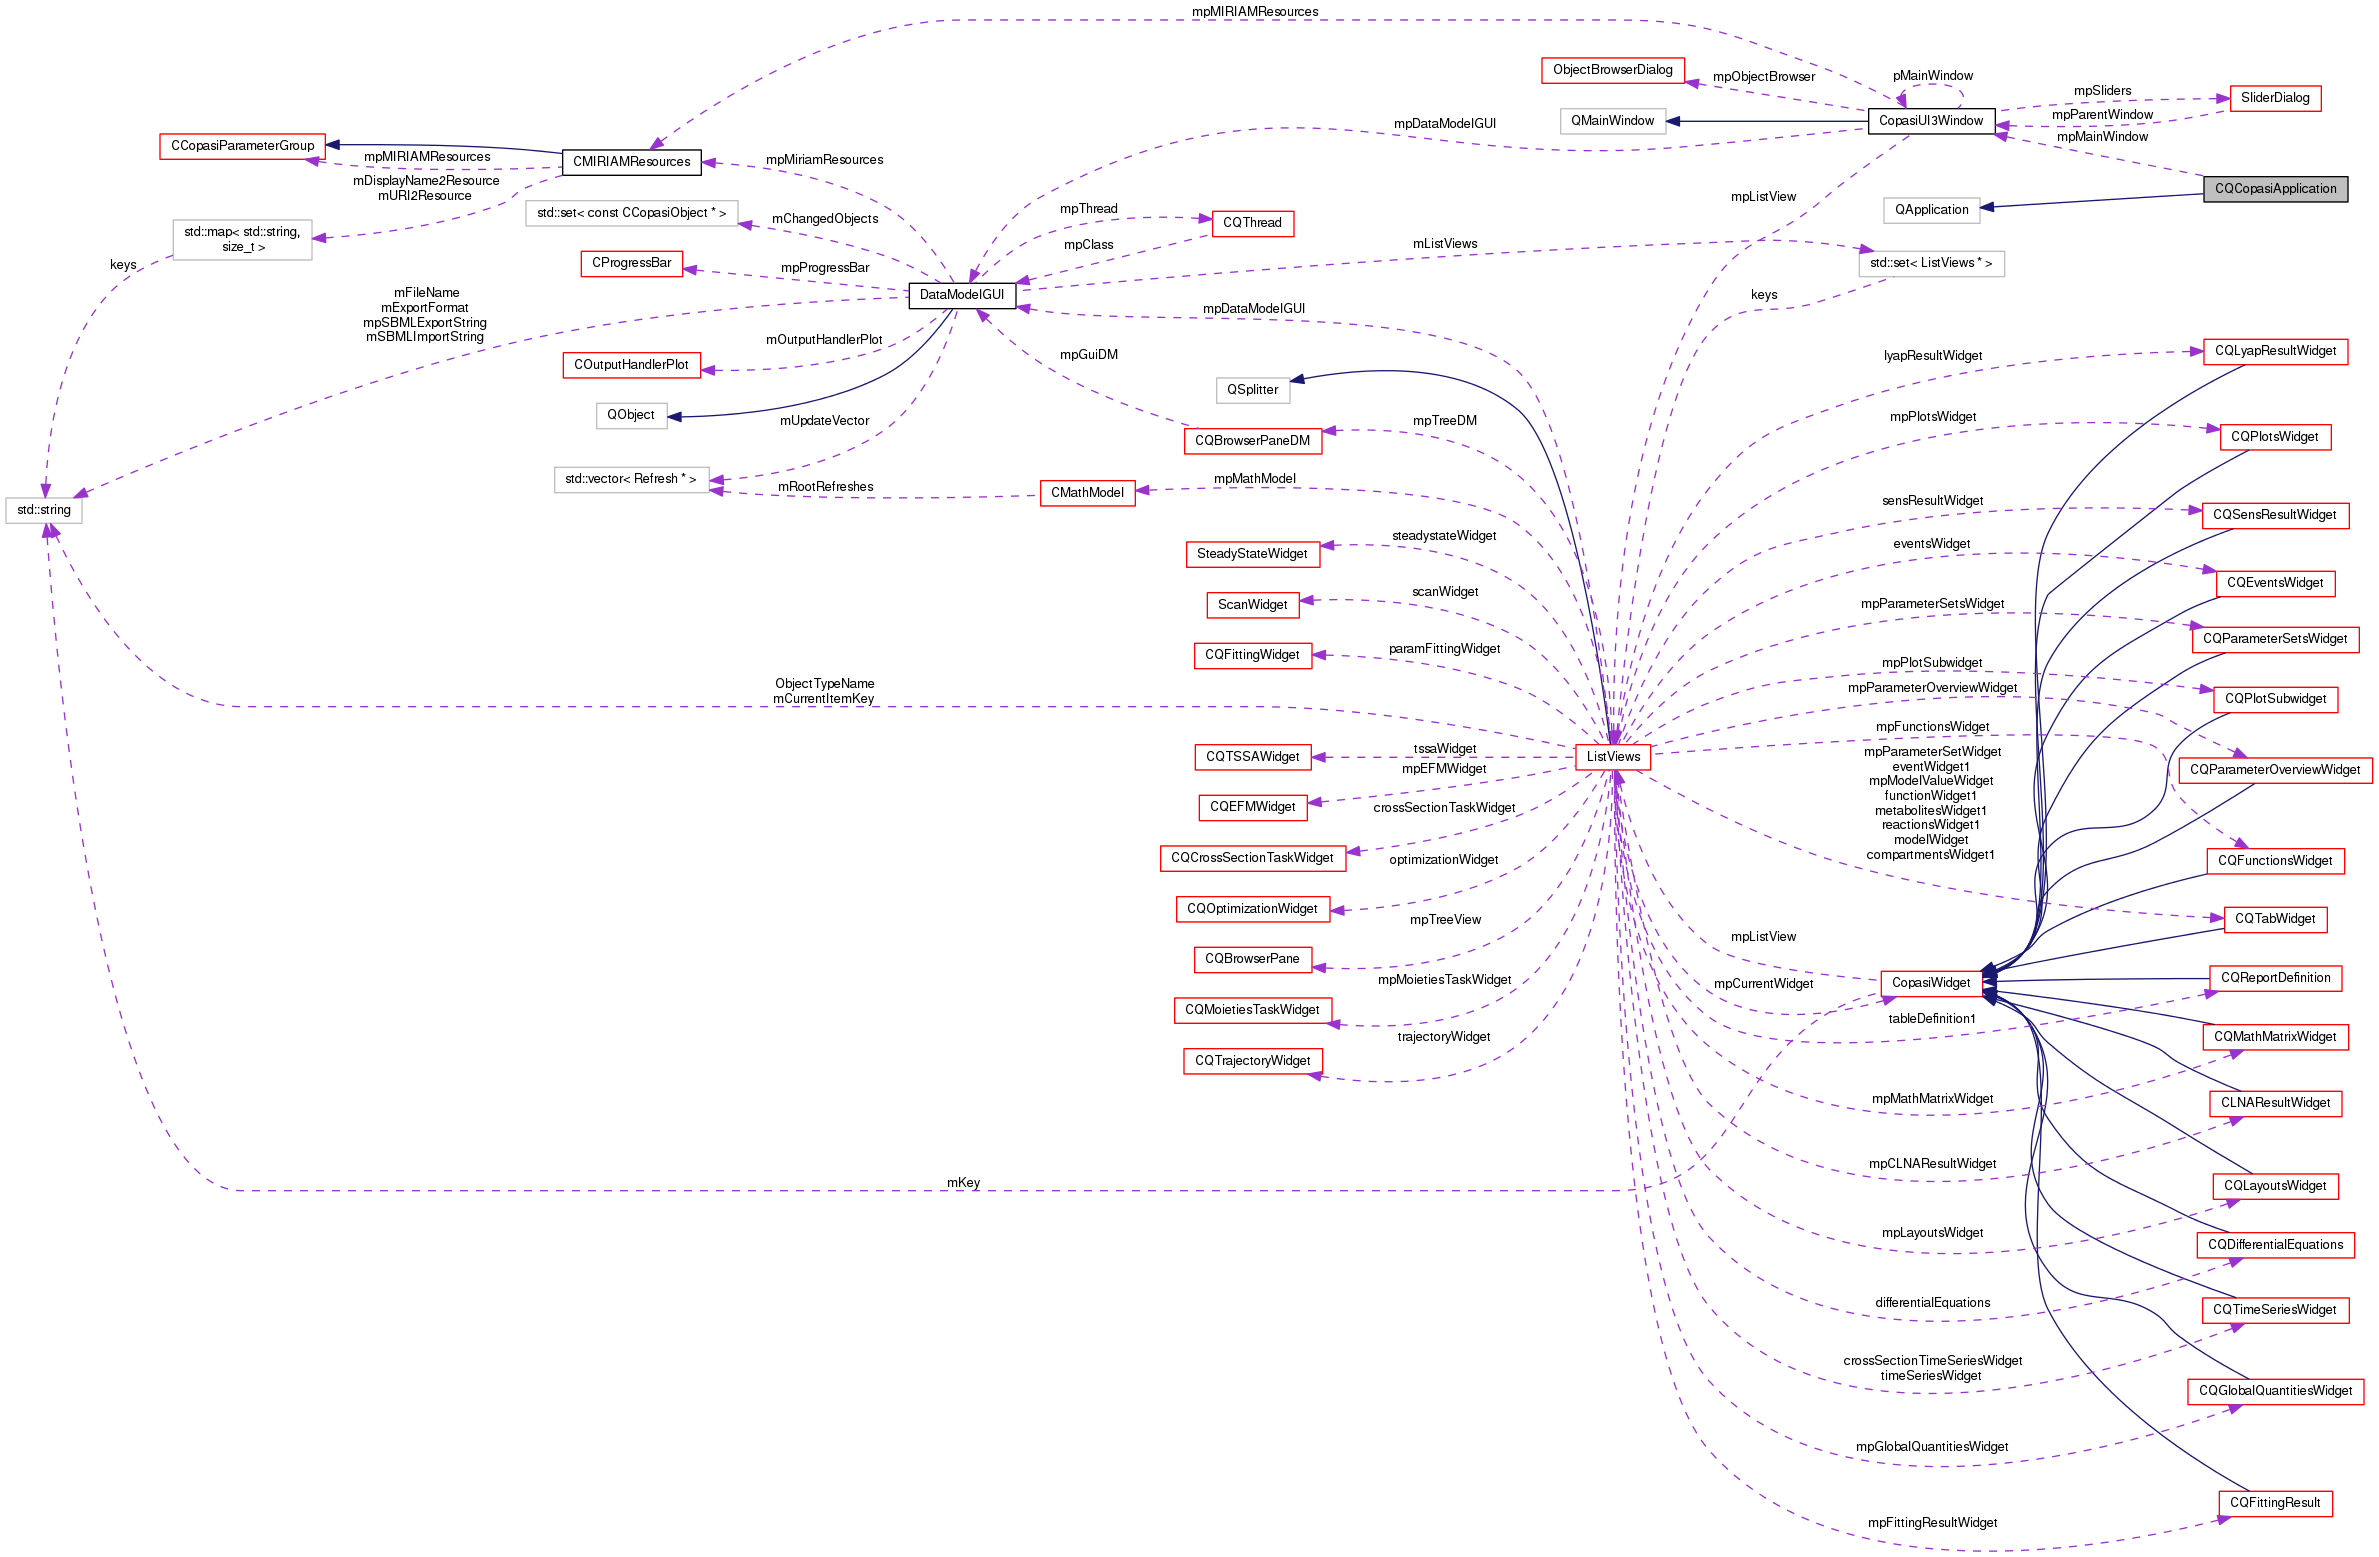 mpMIRIAMResources
ObjectBrowserDialog
mpObjectBrowser
pMainWindow
mpSliders
SliderDialog
mpParentWindow
mpMainWindow
QMainWindow
CopasiUI3Window
mpDataModelGUI
CCopasiParameterGroup
mpMIRIAMResources
CMIRIAMResources
mpMiriamResources
mDisplayName2Resource
mURI2Resource
CQCopasiApplication
QApplication
mpListView
std::set< const CCopasiObject * >
mChangedObjects
mpThread
CQThread
mpClass
mListViews
std::set< ListViews * >
std::map< std::string,
size_t >
keys
CProgressBar
mpProgressBar
DataModelGUI
keys
mFileName
mExportFormat
mpSBMLExportString
mSBMLImportString
mpDataModelGUI
COutputHandlerPlot
mOutputHandlerPlot
mpGuiDM
lyapResultWidget
CQLyapResultWidget
QSplitter
QObject
mUpdateVector
CQBrowserPaneDM
mpTreeDM
mpPlotsWidget
CQPlotsWidget
std::vector< Refresh * >
mRootRefreshes
CMathModel
mpMathModel
std::string
sensResultWidget
CQSensResultWidget
SteadyStateWidget
steadystateWidget
eventsWidget
CQEventsWidget
ScanWidget
scanWidget
mpParameterSetsWidget
CQParameterSetsWidget
CQFittingWidget
paramFittingWidget
mpPlotSubwidget
CQPlotSubwidget
ObjectTypeName
mCurrentItemKey
mpParameterOverviewWidget
CQParameterOverviewWidget
CQTSSAWidget
tssaWidget
ListViews
mpFunctionsWidget
CQFunctionsWidget
mpEFMWidget
CQEFMWidget
mpParameterSetWidget
eventWidget1
mpModelValueWidget
functionWidget1
metabolitesWidget1
reactionsWidget1
modelWidget
compartmentsWidget1
crossSectionTaskWidget
CQCrossSectionTaskWidget
optimizationWidget
CQOptimizationWidget
CQTabWidget
mpTreeView
CQBrowserPane
mpListView
CopasiWidget
CQReportDefinition
mpMoietiesTaskWidget
CQMoietiesTaskWidget
mpCurrentWidget
tableDefinition1
CQMathMatrixWidget
trajectoryWidget
CQTrajectoryWidget
mpMathMatrixWidget
CLNAResultWidget
mpCLNAResultWidget
mKey
CQLayoutsWidget
mpLayoutsWidget
CQDifferentialEquations
differentialEquations
CQTimeSeriesWidget
crossSectionTimeSeriesWidget
timeSeriesWidget
CQGlobalQuantitiesWidget
mpGlobalQuantitiesWidget
CQFittingResult
mpFittingResultWidget